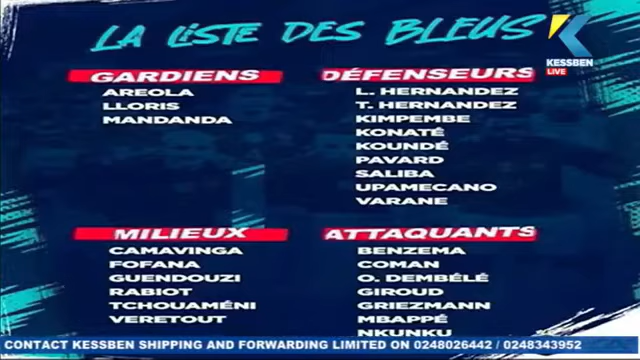 LA LISTE DES BLEUS
KESSBEN
LIVE
GARDIENS
AREOLA
LLORIS
MANDANDA
DÉFENSEURS
L. HERNANDEZ
T. HERNANDEZ
KIMPEMBE
KONATÉ
KOUNDÉ
PAVARD
SALIBA
UPAMECANO
VARANE
MILIEUX
CAMAVINGA
FOFANA
GUENDOUZI
RABIOT
TCHOUAMÉNI
VERETOUT
ATTAQUANTS
BENZEMA
COMAN
O. DEMBÉLÉ
GIROUD
GRIEZMANN
MBAPPÉ
NKUNKU
CONTACT KESSBEN SHIPPING AND FORWARDING LIMITED ON 0248026442 / 0248343952